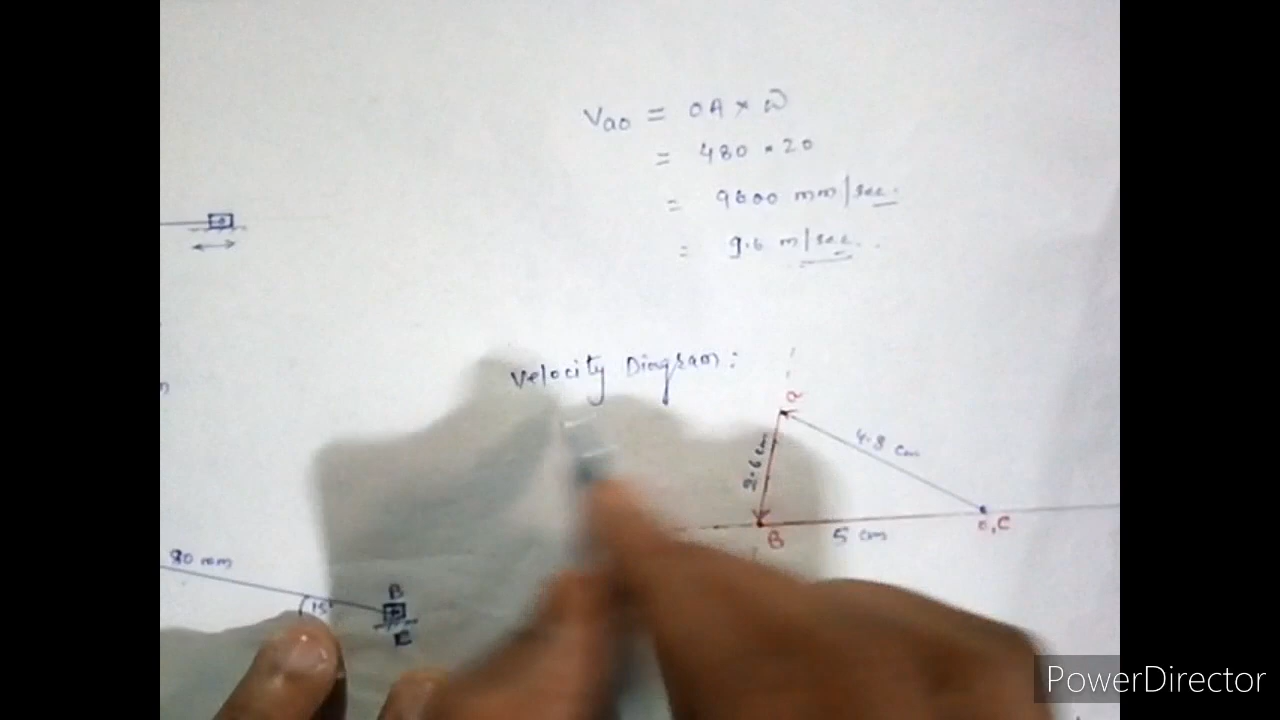 Vao = OA × ω
= 480 * 20
= 9600 mm/sec.
= 9.6 m/sec.
Velocity Diagram:
a
4.8 cm
2.6 cm
B
5 cm
o,c
80 mm
15°
B
PowerDirector